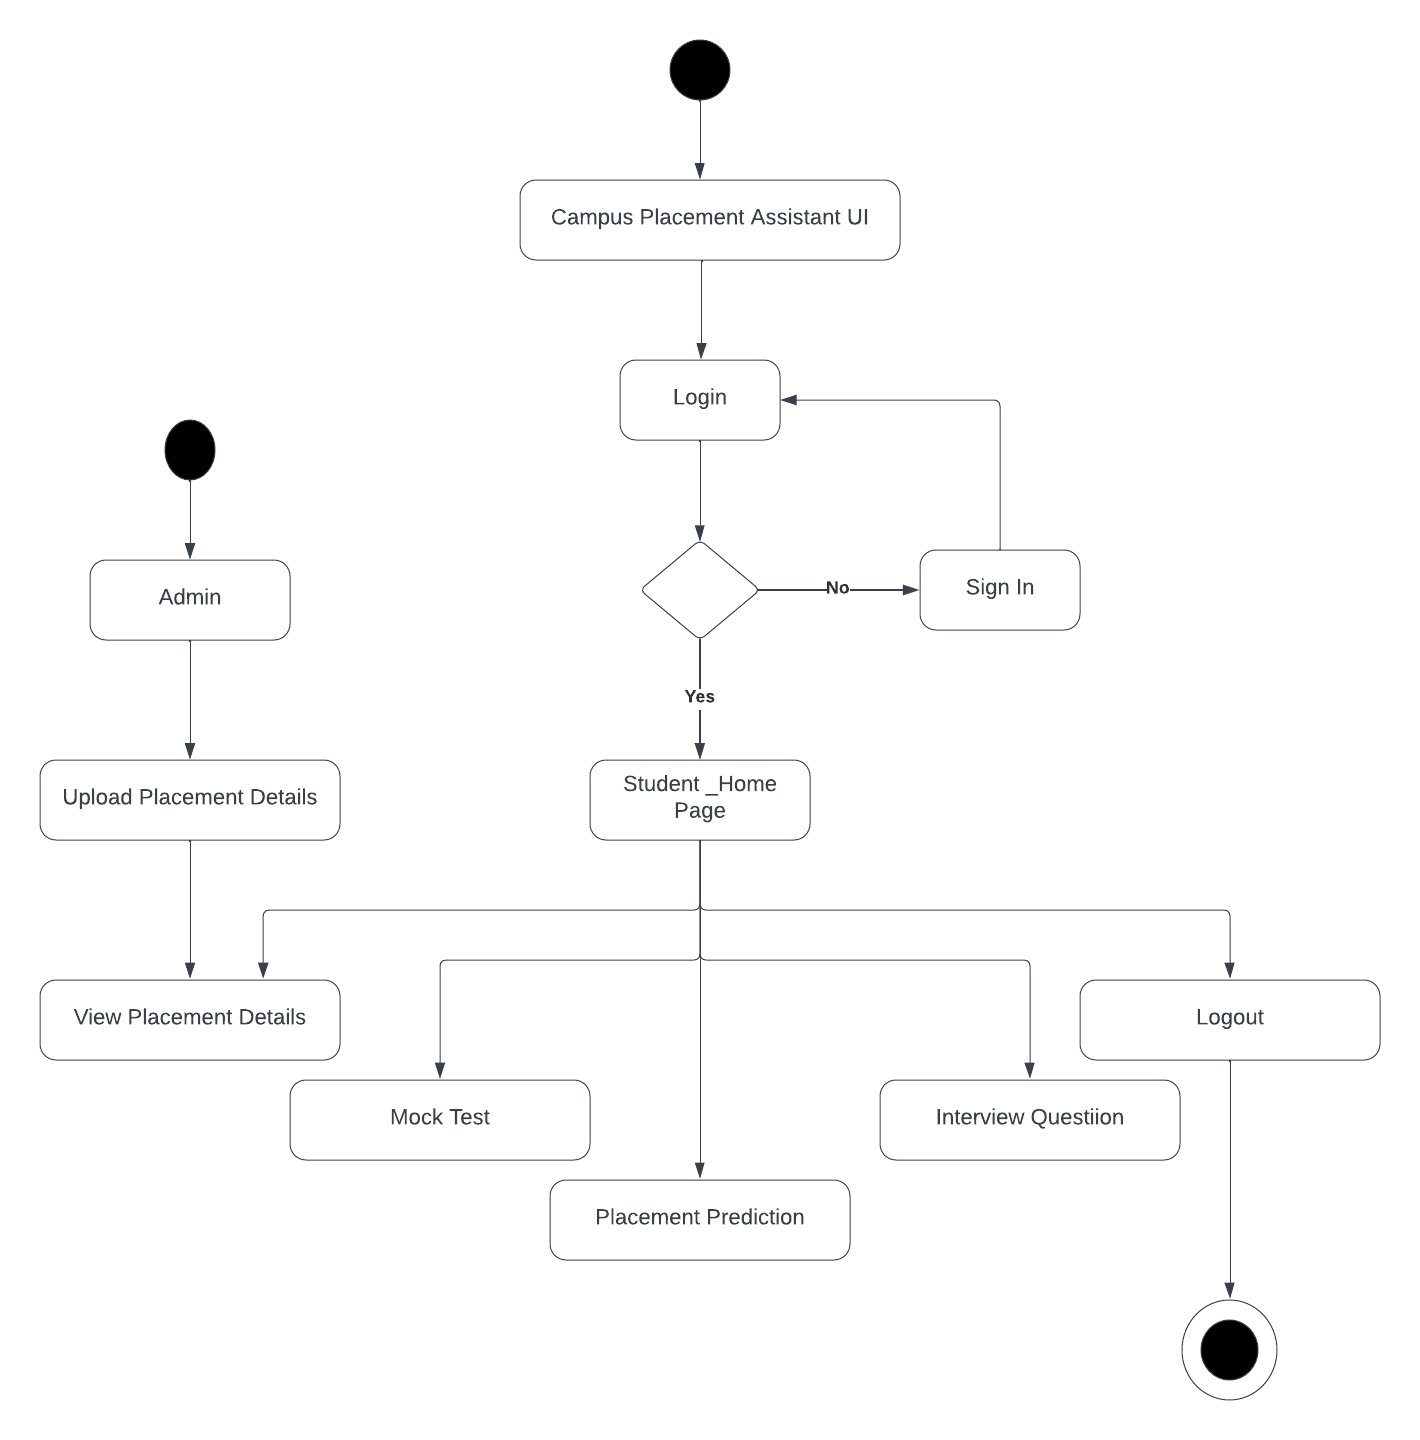 Campus Placement Assistant UI
Login
Admin
No
Sign In
Yes
Student _Home
Page
Upload Placement Details
View Placement Details
Logout
Mock Test
Interview Questiion
Placement Prediction